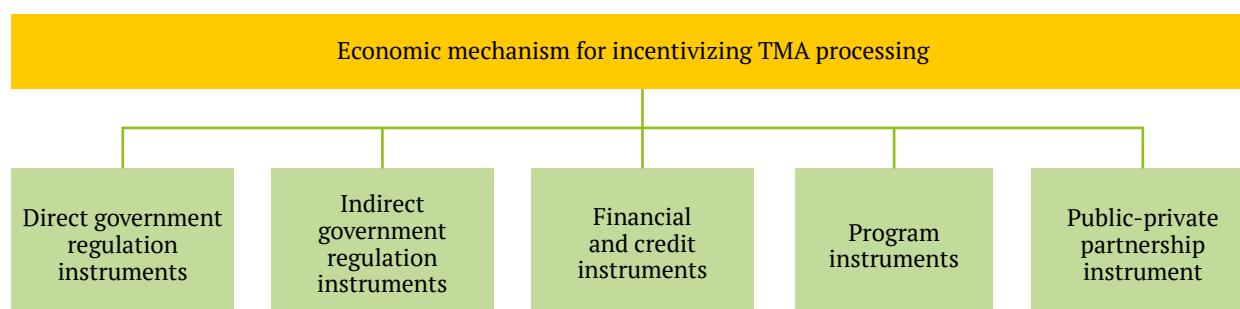 Economic mechanism for incentivizing TMA processing
Direct government
regulation
instruments
Indirect
government
regulation
instruments
Financial
and credit
instruments
Program
instruments
Public-private
partnership
instrument